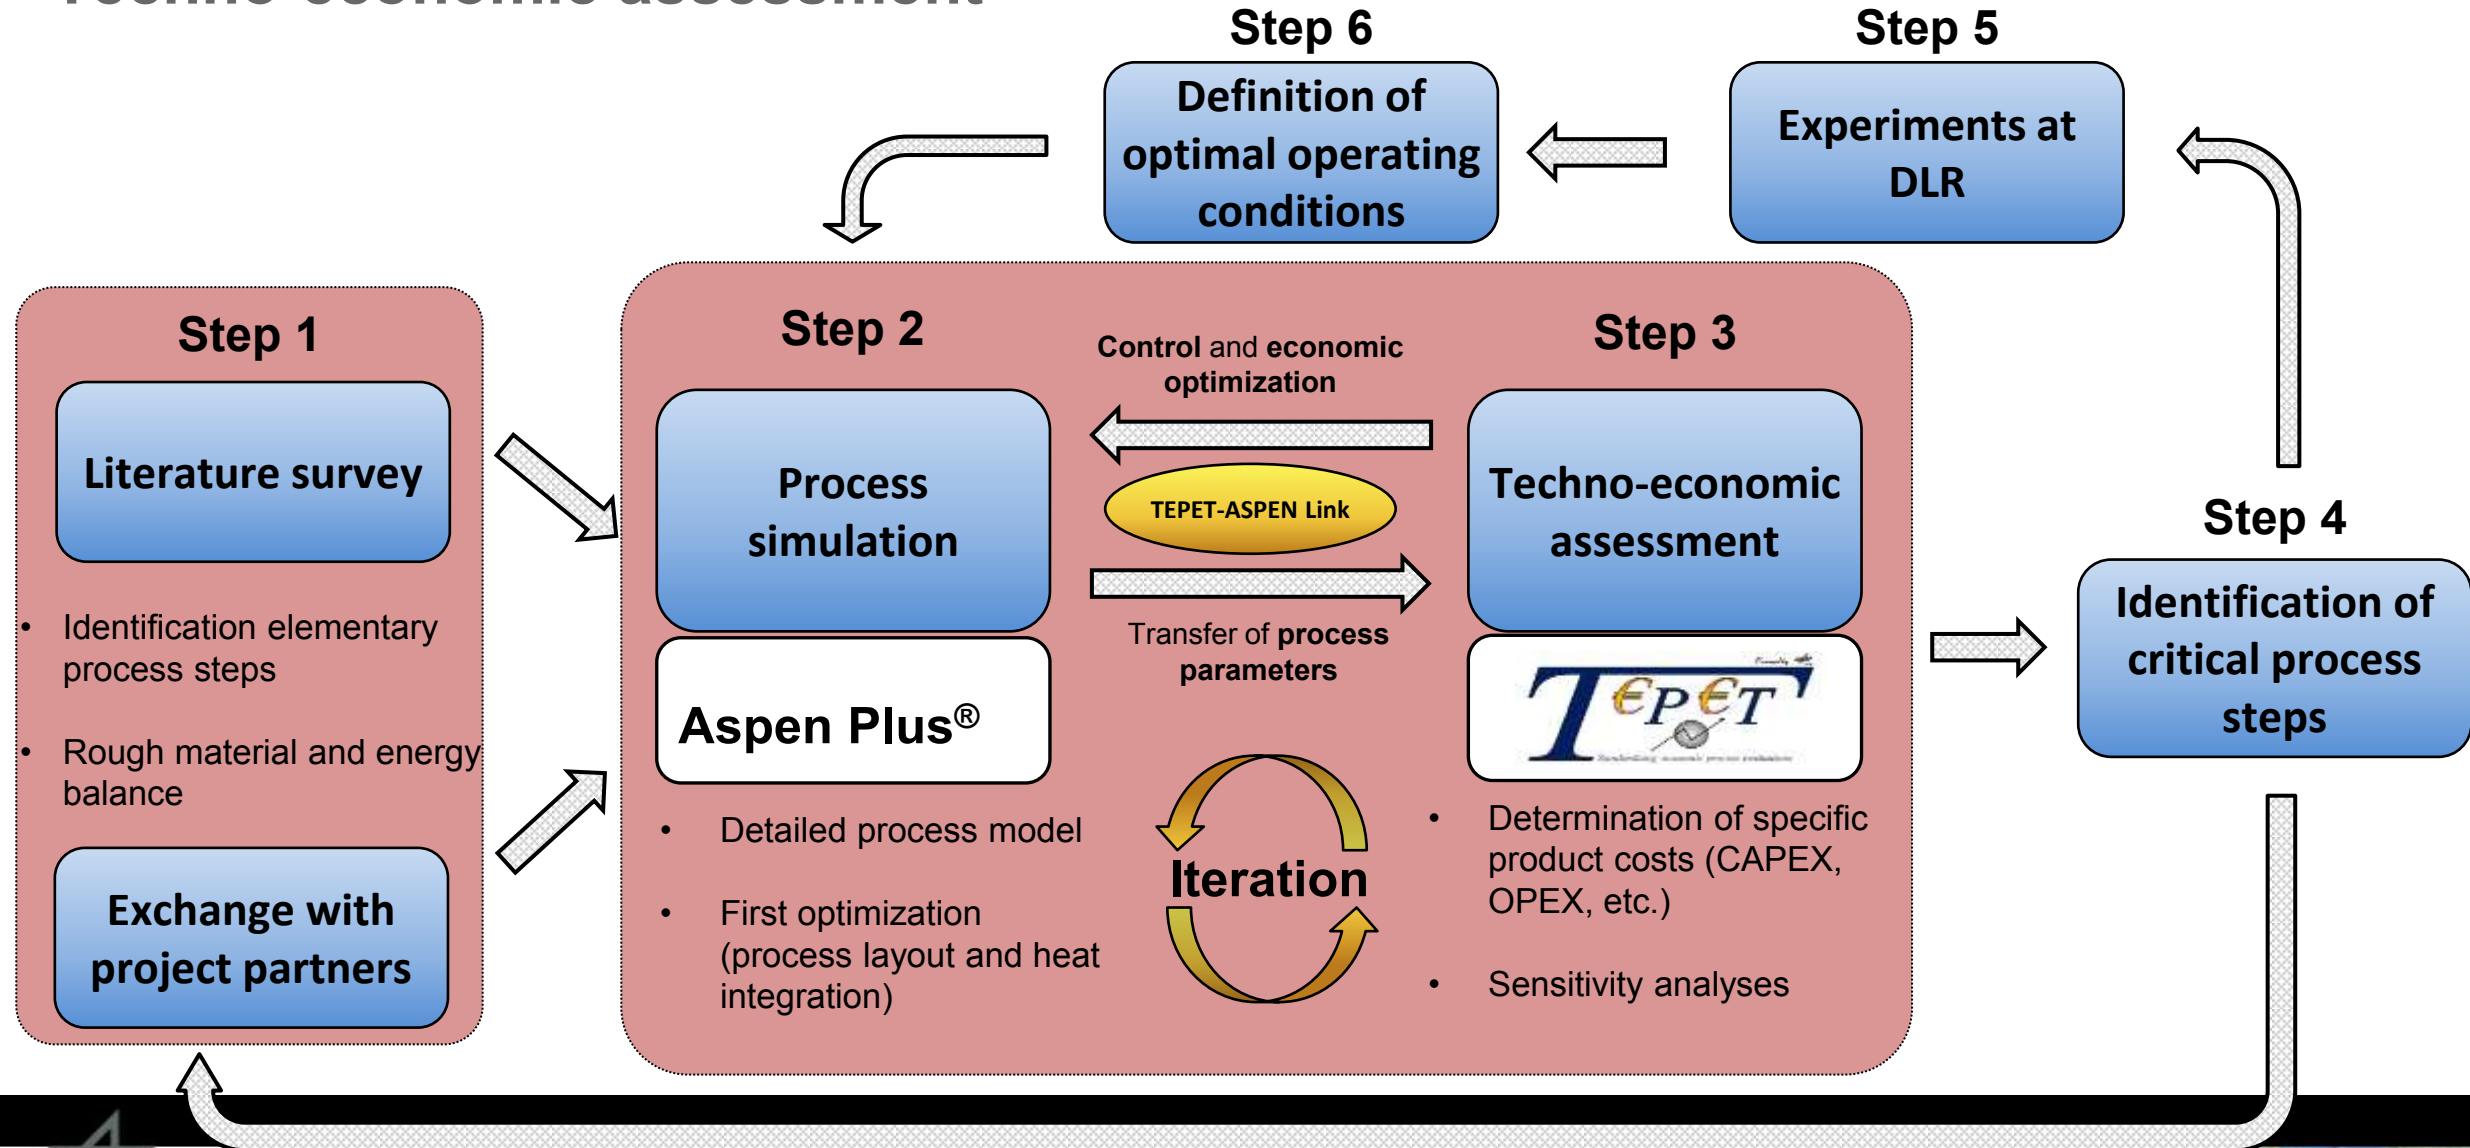 Techno-economic assessment
Step 6
Definition of
optimal operating
conditions
Step 5
Experiments at
DLR
Step 1
Literature survey
• Identification elementary
process steps
• Rough material and energy
balance
Exchange with
project partners
Step 2
Process
simulation
Aspen Plus®
• Detailed process model
• First optimization
(process layout and heat
integration)
Control and economic
optimization
TEPET-ASPEN Link
Transfer of process
parameters
Iteration
Step 3
Techno-economic
assessment
TEPET
• Determination of specific
product costs (CAPEX,
OPEX, etc.)
• Sensitivity analyses
Step 4
Identification of
critical process
steps